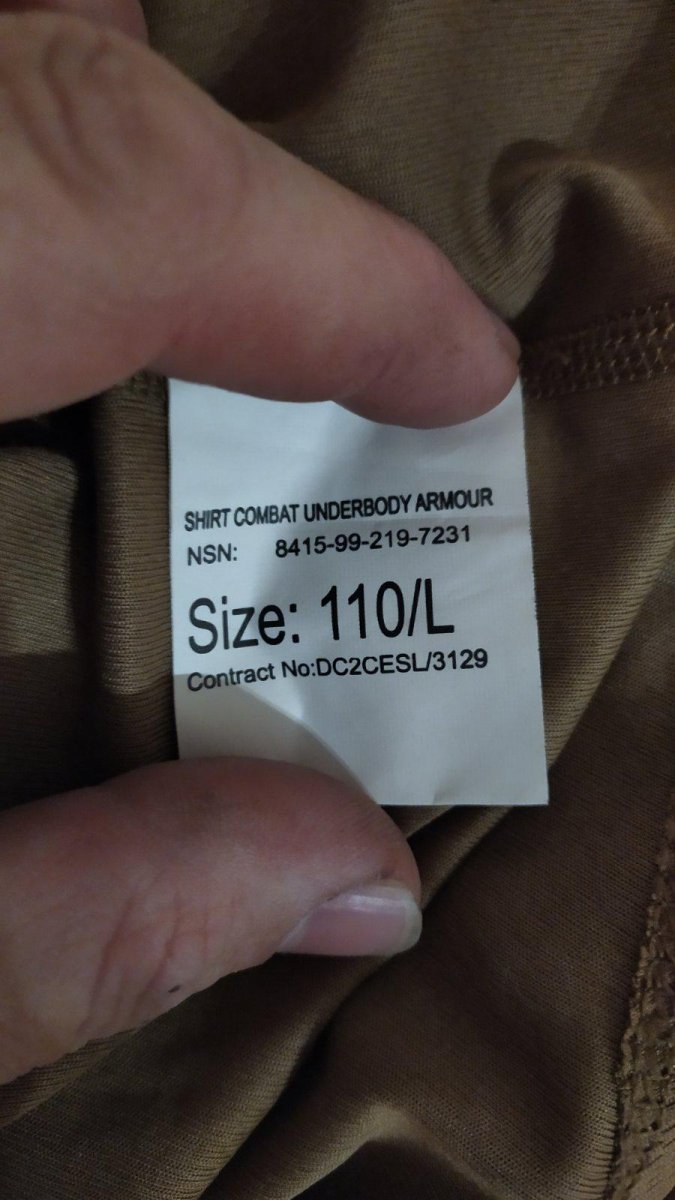 SHIRT COMBAT UNDERBODY ARMOUR
NSN: 8415-99-219-7231
Size: 110/L
Contract No:DC2CESL/3129